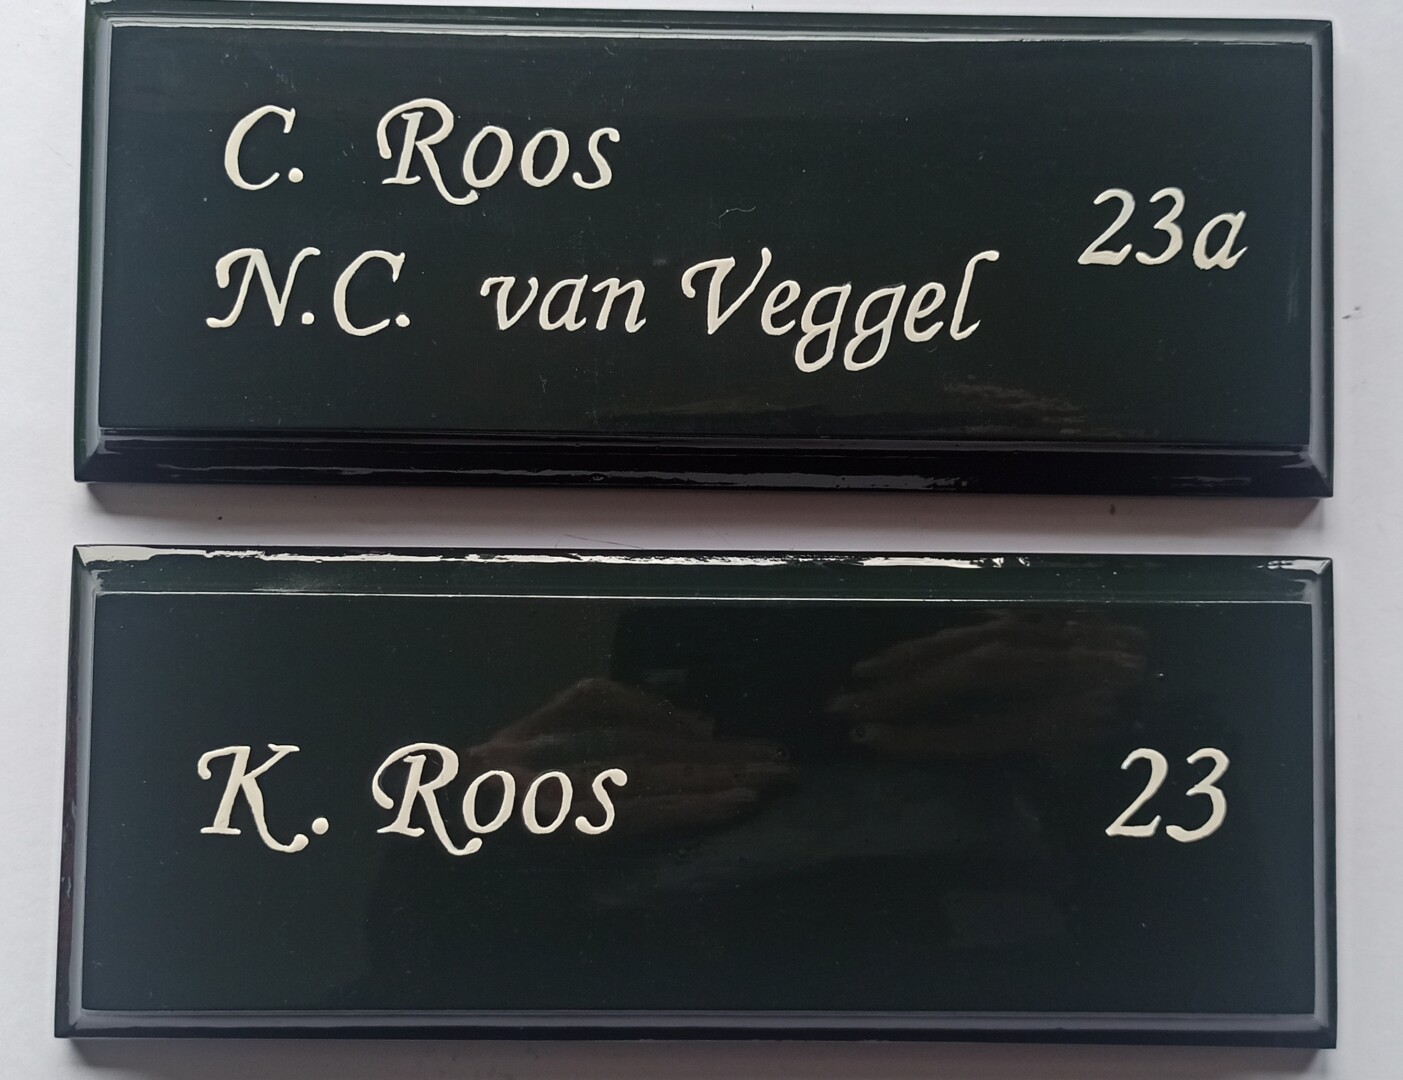 C. Roos
N.C. van Veggel
23a
K. Roos
23